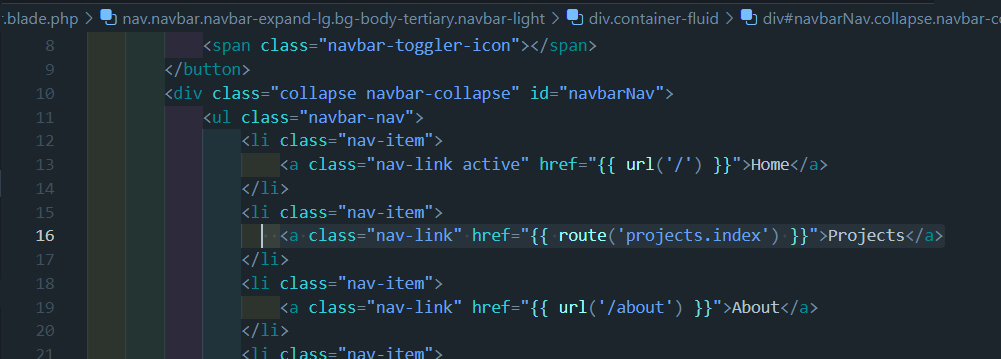 r.blade.php > nav.navbar.navbar-expand-lg.bg-body-tertiary.navbar-light > div.container-fluid > div#navbarNav.collapse.navbar-co
8 <span class="navbar-toggler-icon"></span>
9 </button>
10 <div class="collapse navbar-collapse" id="navbarNav">
11 <ul class="navbar-nav">
12 <li class="nav-item">
13 <a class="nav-link active" href="{{ url('/') }}">Home</a>
14 </li>
15 <li class="nav-item">
16 <a class="nav-link" href="{{ route('projects.index') }}">Projects</a>
17 </li>
18 <li class="nav-item">
19 <a class="nav-link" href="{{ url('/about') }}">About</a>
20 </li>
21 <li class="nav-item">